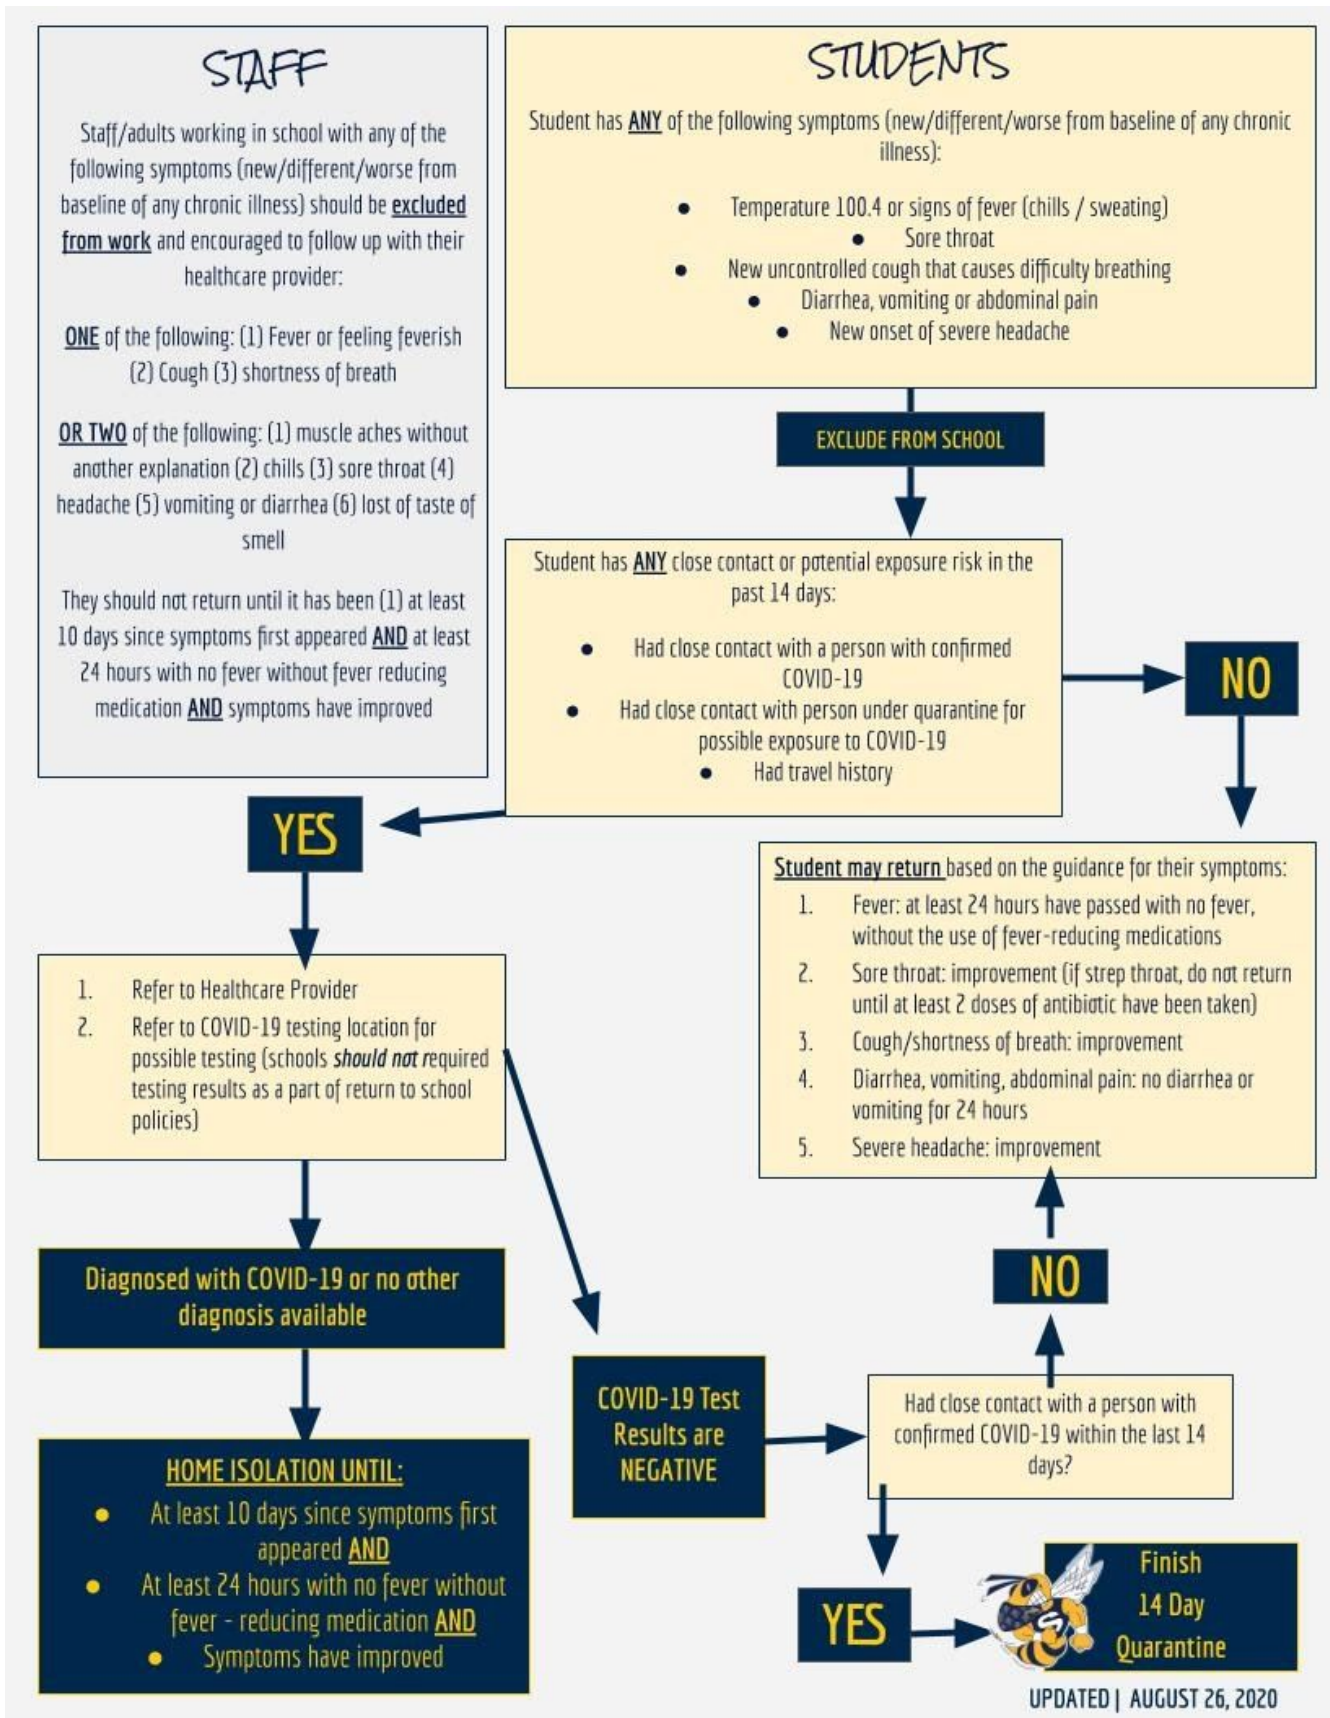 STAFF
Staff/adults working in school with any of the
following symptoms (new/different/worse from
baseline of any chronic illness) should be excluded
from work and encouraged to follow up with their
healthcare provider:
ONE of the following: (1) Fever or feeling feverish
(2) Cough (3) shortness of breath
OR TWO of the following: (1) muscle aches without
another explanation (2) chills (3) sore throat (4)
headache (5) vomiting or diarrhea (6) lost of taste of
smell
They should not return until it has been (1) at least
10 days since symptoms first appeared AND at least
24 hours with no fever without fever reducing
medication AND symptoms have improved
STUDENTS
Student has ANY of the following symptoms (new/different/worse from baseline of any chronic
illness):
• Temperature 100.4 or signs of fever (chills / sweating)
• Sore throat
• New uncontrolled cough that causes difficulty breathing
• Diarrhea, vomiting or abdominal pain
• New onset of severe headache
EXCLUDE FROM SCHOOL
Student has ANY close contact or potential exposure risk in the
past 14 days:
• Had close contact with a person with confirmed
COVID-19
• Had close contact with person under quarantine for
possible exposure to COVID-19
• Had travel history
NO
YES
Student may return based on the guidance for their symptoms:
1. Fever: at least 24 hours have passed with no fever,
without the use of fever-reducing medications
2. Sore throat: improvement (if strep throat, do not return
until at least 2 doses of antibiotic have been taken)
3. Cough/shortness of breath: improvement
4. Diarrhea, vomiting, abdominal pain: no diarrhea or
vomiting for 24 hours
5. Severe headache: improvement
1. Refer to Healthcare Provider
2. Refer to COVID-19 testing location for
possible testing (schools should not required
testing results as a part of return to school
policies)
Diagnosed with COVID-19 or no other
diagnosis available
HOME ISOLATION UNTIL:
• At least 10 days since symptoms first
appeared AND
• At least 24 hours with no fever without
fever - reducing medication AND
• Symptoms have improved
COVID-19 Test
Results are
NEGATIVE
NO
Had close contact with a person with
confirmed COVID-19 within the last 14
days?
YES
S
Finish
14 Day
Quarantine
UPDATED | AUGUST 26, 2020